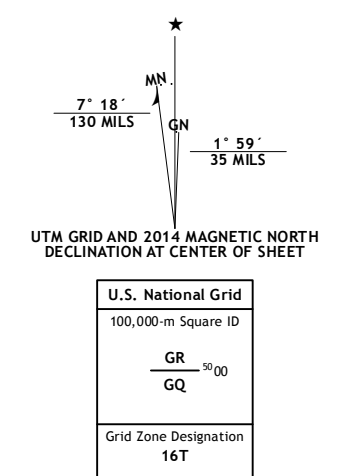 ★
MN
7° 18´
130 MILS
GN
1° 59´
35 MILS
UTM GRID AND 2014 MAGNETIC NORTH
DECLINATION AT CENTER OF SHEET
U.S. National Grid
100,000-m Square ID
GR
5000
GQ
Grid Zone Designation
16T